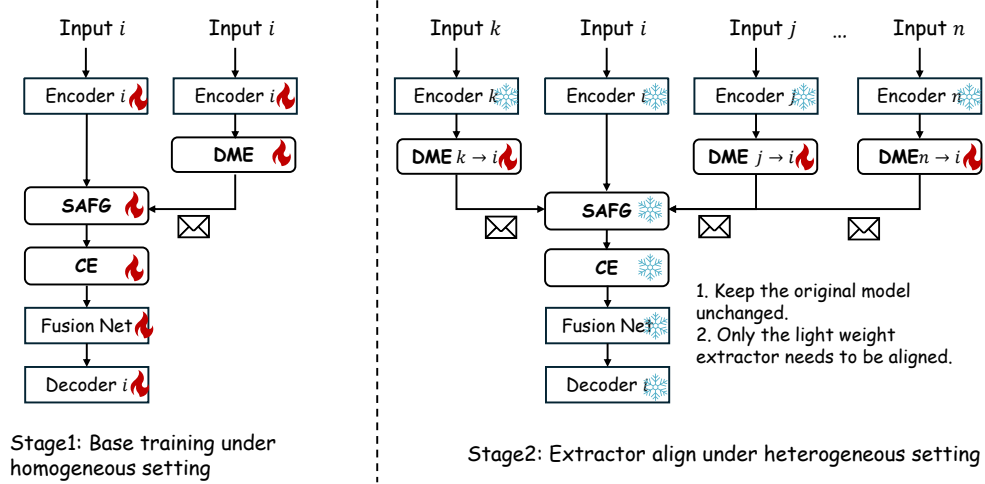 Input i
Input i
Encoder i
Encoder i
DME
SAFG
CE
Fusion Net
Decoder i
Stage1: Base training under
homogeneous setting
Input k
Input i
Input j
...
Input n
Encoder k
Encoder i
Encoder j
Encoder n
DME k → i
DME j → i
DMEn → i
SAFG
CE
Fusion Net
Decoder i
1. Keep the original model
unchanged.
2. Only the light weight
extractor needs to be aligned.
Stage2: Extractor align under heterogeneous setting